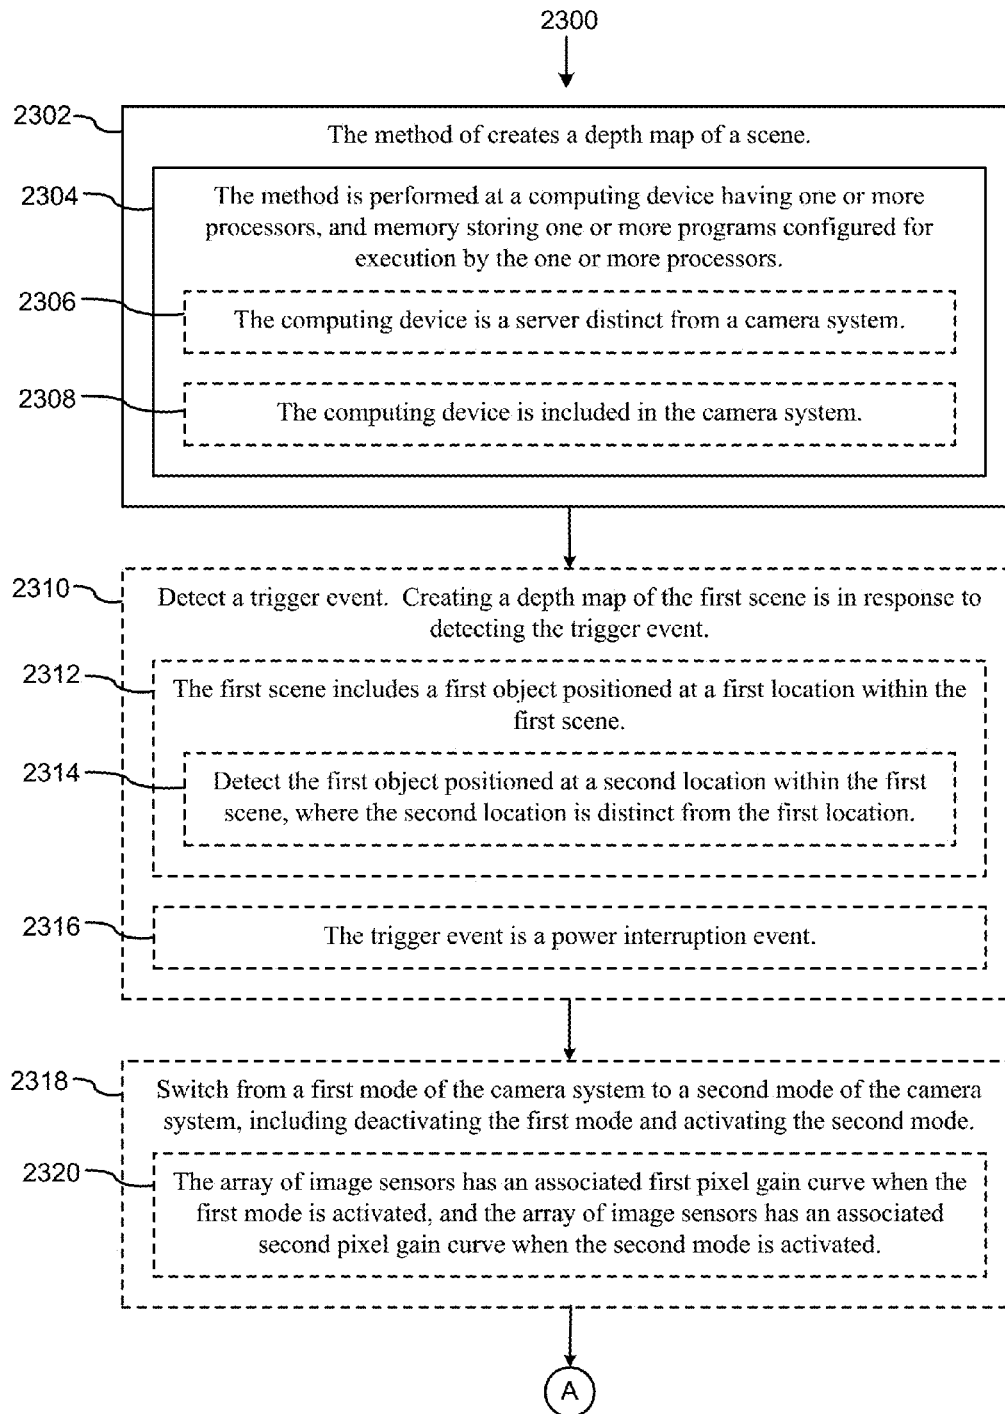 2300
2302
The method of creates a depth map of a scene.
2304
The method is performed at a computing device having one or more
processors, and memory storing one or more programs configured for
execution by the one or more processors.
2306
The computing device is a server distinct from a camera system.
2308
The computing device is included in the camera system.
2310
Detect a trigger event.  Creating a depth map of the first scene is in response to
detecting the trigger event.
2312
The first scene includes a first object positioned at a first location within the
first scene.
2314
Detect the first object positioned at a second location within the first
scene, where the second location is distinct from the first location.
2316
The trigger event is a power interruption event.
2318
Switch from a first mode of the camera system to a second mode of the camera
system, including deactivating the first mode and activating the second mode.
2320
The array of image sensors has an associated first pixel gain curve when the
first mode is activated, and the array of image sensors has an associated
second pixel gain curve when the second mode is activated.
A